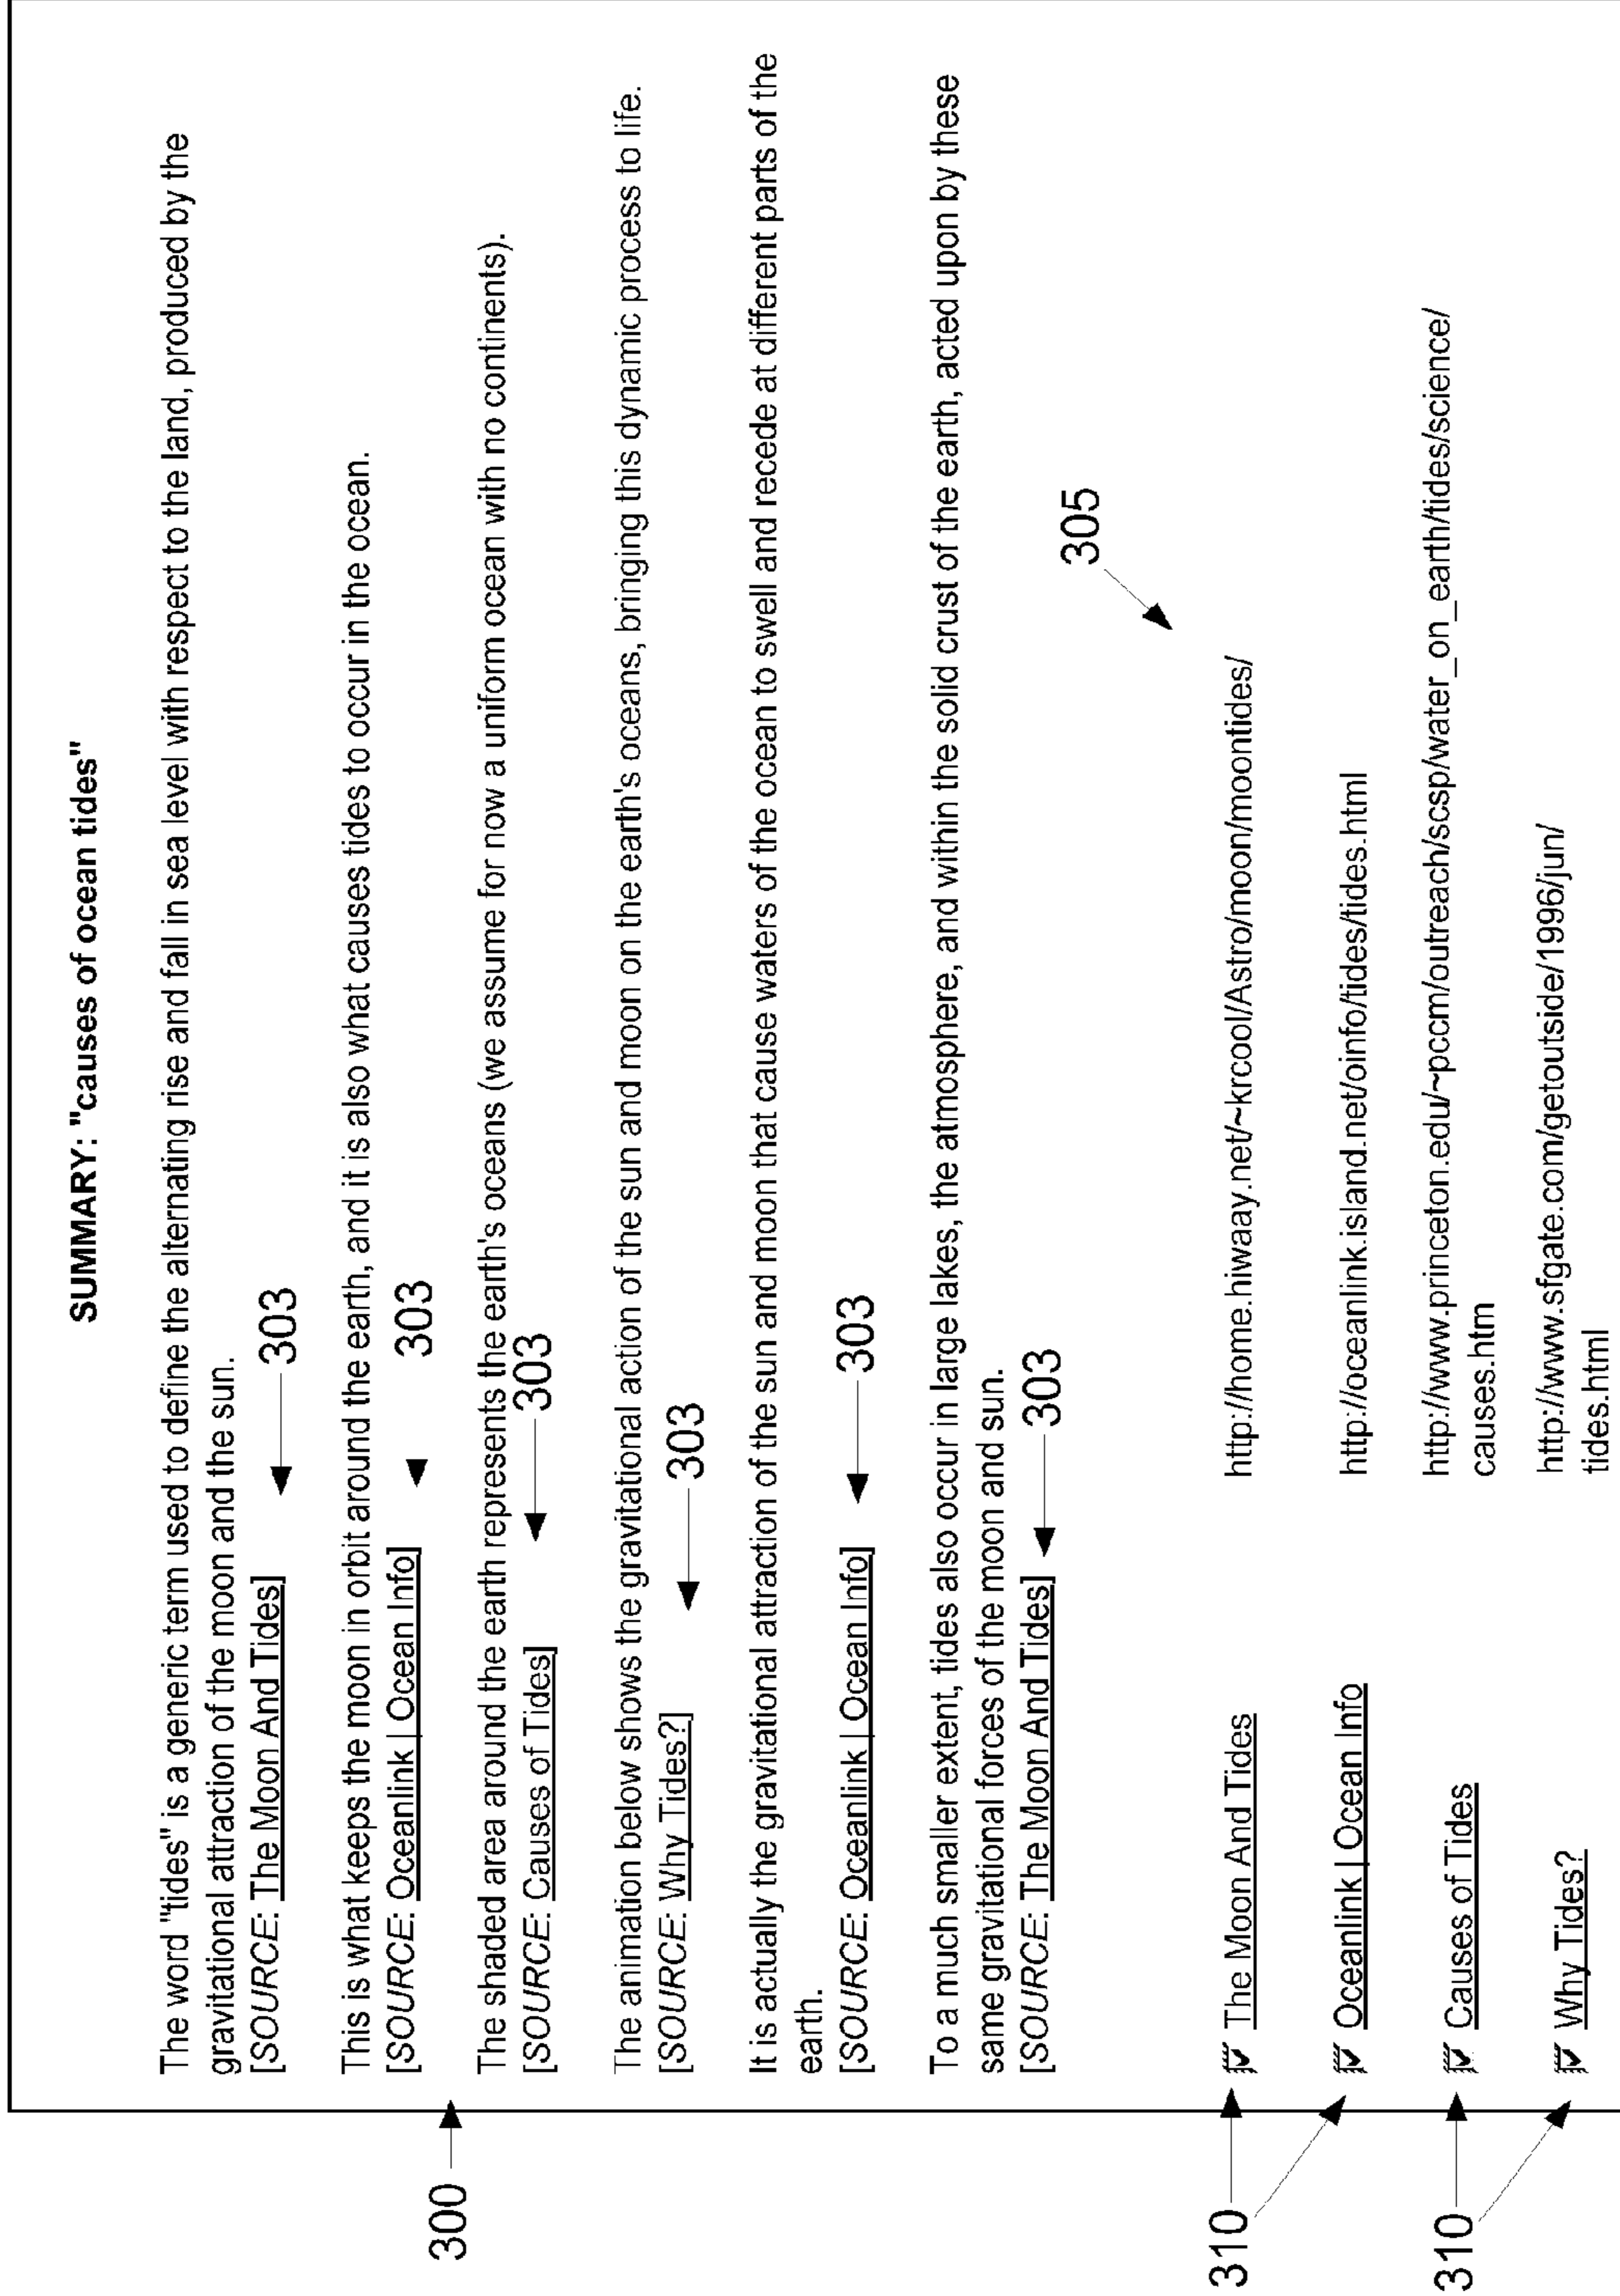 SUMMARY: "causes of ocean tides"
The word "tides" is a generic term used to define the alternating rise and fall in sea level with respect to the land, produced by the
gravitational attraction of the moon and the sun.
[SOURCE: The Moon And Tides] 303
This is what keeps the moon in orbit around the earth, and it is also what causes tides to occur in the ocean.
[SOURCE: Oceanlink | Ocean Info] 303
300
The shaded area around the earth represents the earth's oceans (we assume for now a uniform ocean with no continents).
[SOURCE: Causes of Tides] 303
The animation below shows the gravitational action of the sun and moon on the earth's oceans, bringing this dynamic process to life.
[SOURCE: Why Tides?] 303
It is actually the gravitational attraction of the sun and moon that cause waters of the ocean to swell and recede at different parts of the
earth.
[SOURCE: Oceanlink | Ocean Info] 303
To a much smaller extent, tides also occur in large lakes, the atmosphere, and within the solid crust of the earth, acted upon by these
same gravitational forces of the moon and sun.
[SOURCE: The Moon And Tides] 303
305
310 The Moon And Tides http://home.hiwaay.net/~krcool/Astro/moon/moontides/
Oceanlink | Ocean Info http://oceanlink.island.net/oinfo/tides/tides.html
310 Causes of Tides http://www.princeton.edu/~pccm/outreach/scsp/water_on_earth/tides/science/
causes.htm
Why Tides? http://www.sfgate.com/getoutside/1996/jun/
tides.html